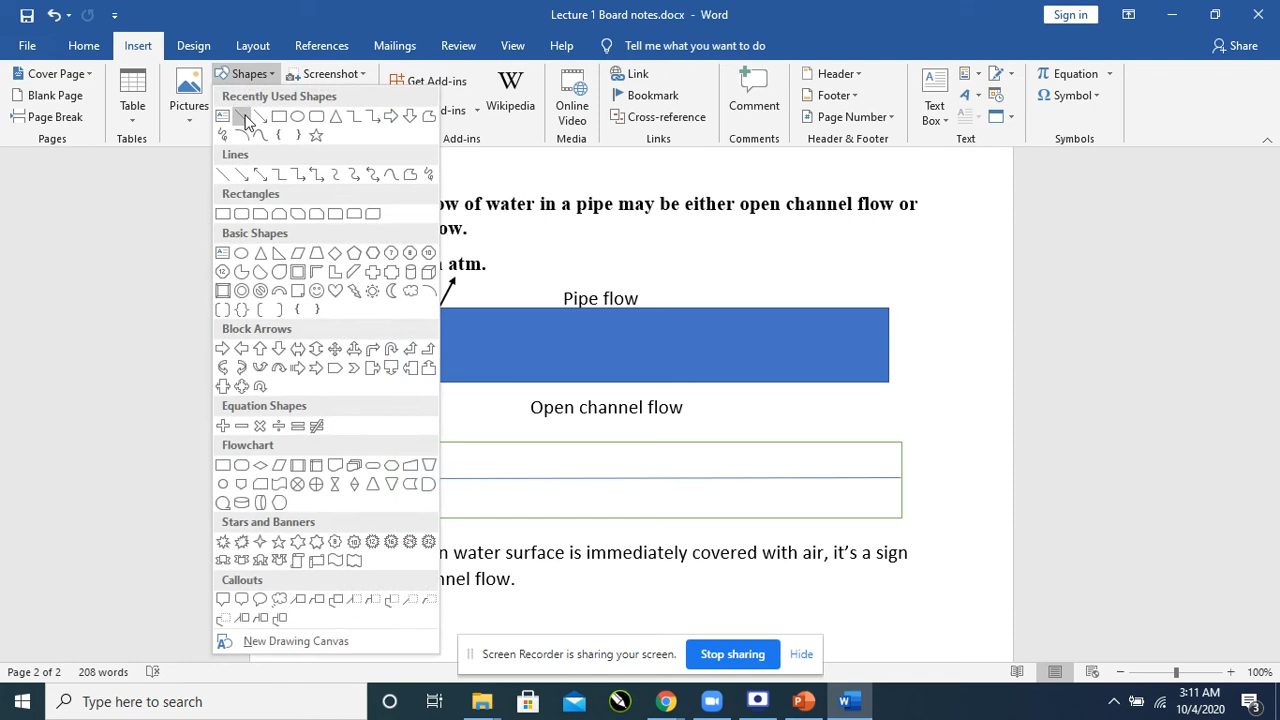 Lecture 1 Board notes.docx - Word
Sign in
File Home Insert Design Layout References Mailings Review View Help Tell me what you want to do Share
Cover Page
Blank Page
Page Break
Pages
Table
Pictures
Shapes
Screenshot
Get Add-ins
Wikipedia
Add-ins
Online Video
Media
Comment
Link
Bookmark
Cross-reference
Links
Comments
Header
Footer
Page Number
Header & Footer
Text Box
Text
Equation
Symbol
Symbols
Recently Used Shapes
Lines
Rectangles
Basic Shapes
Block Arrows
Equation Shapes
Flowchart
Stars and Banners
Callouts
New Drawing Canvas
ow of water in a pipe may be either open channel flow or
ow.
atm.
Pipe flow
Open channel flow
n water surface is immediately covered with air, it's a sign
nnel flow.
Screen Recorder is sharing your screen. Stop sharing Hide
Page 2 of 2 208 words
100%
Type here to search
3:11 AM
10/4/2020
3